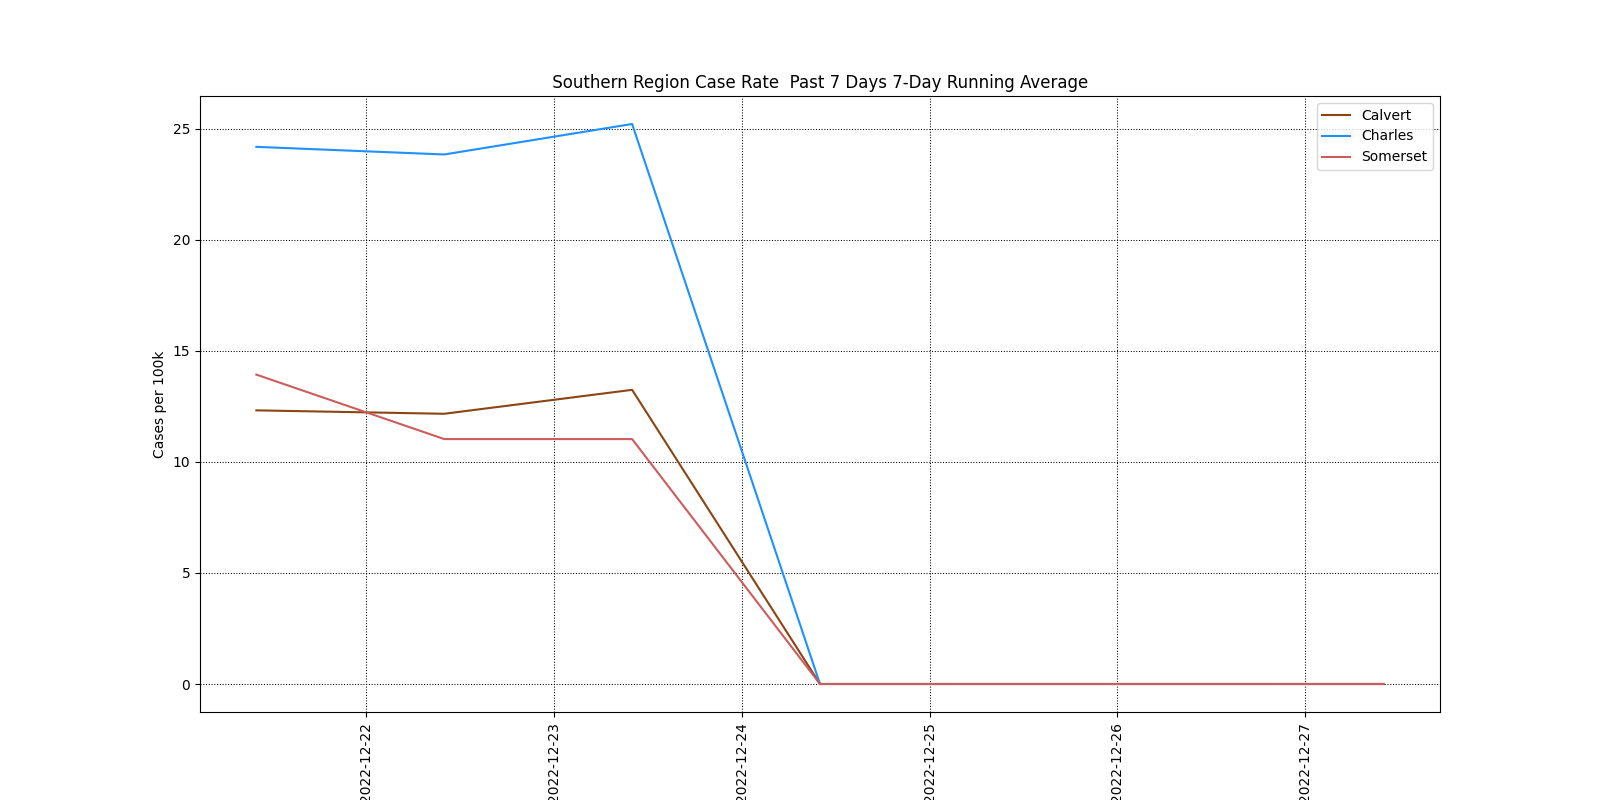 Southern Region Case Rate  Past 7 Days 7-Day Running Average
Calvert
Charles
Somerset
25
20
15
10
5
0
Cases per 100k
2022-12-22
2022-12-23
2022-12-24
2022-12-25
2022-12-26
2022-12-27